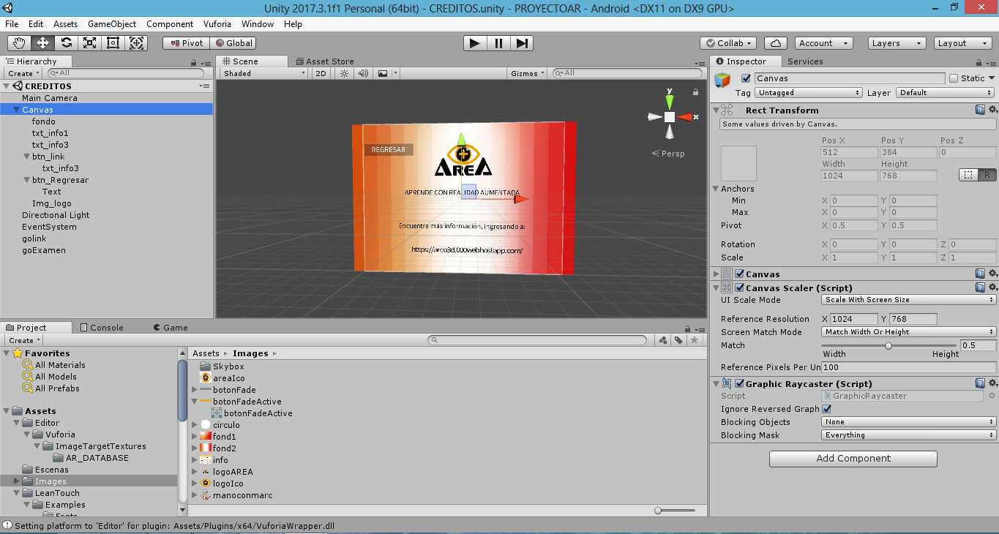 Unity 2017.3.1f1 Personal (64bit) - CREDITOS.unity - PROYECTOAR - Android <DX11 on DX9 GPU>
File Edit Assets GameObject Component Vuforia Window Help
Pivot Global Collab Account Layers Layout
Hierarchy
Create All
CREDITOS
Main Camera
Canvas
fondo
txt_info1
txt_info3
btn_link
txt_info3
btn_Regresar
Text
Img_logo
Directional Light
EventSystem
golink
goExamen
Scene Asset Store
Shaded 2D Gizmos All
y
x
Persp
REGRESAR
AREA
APRENDE CON REALIDAD AUMENTADA
Encuentra más información, ingresando a:
https://area3d.000webhostapp.com/
Inspector Services
Canvas Static
Tag Untagged Layer Default
Rect Transform
Some values driven by Canvas.
Pos X Pos Y Pos Z
512 384 0
Width Height
1024 768
R
Anchors
Min X 0 Y 0
Max X 0 Y 0
Pivot X 0.5 Y 0.5
Rotation X 0 Y 0 Z 0
Scale X 1 Y 1 Z 1
Canvas
Canvas Scaler (Script)
UI Scale Mode Scale With Screen Size
Reference Resolution X 1024 Y 768
Screen Match Mode Match Width Or Height
Match 0.5
Width Height
Reference Pixels Per Un 100
Graphic Raycaster (Script)
Script GraphicRaycaster
Ignore Reversed Graph
Blocking Objects None
Blocking Mask Everything
Add Component
Project Console Game
Create
Favorites
All Materials
All Models
All Prefabs
Assets
Editor
Vuforia
ImageTargetTextures
AR_DATABASE
Escenas
Images
LeanTouch
Examples
Fonts
Assets Images
Skybox
areaIco
botonFade
botonFadeActive
botonFadeActive
circulo
fond1
fond2
info
logoAREA
logoIco
manoconmarc
Setting platform to 'Editor' for plugin: Assets/Plugins/x64/VuforiaWrapper.dll